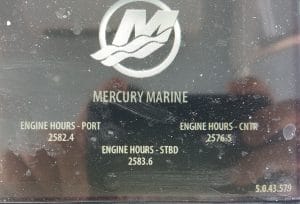 MERCURY MARINE
ENGINE HOURS - PORT
2582.4
ENGINE HOURS - CNTR
2576.5
ENGINE HOURS - STBD
2583.6
5.0.43.579